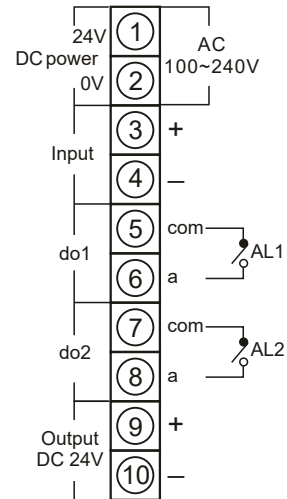 24V ① AC
DC power 100~240V
0V ②
③ +
Input
④ –
⑤ com
do1 AL1
⑥ a
⑦ com
do2 AL2
⑧ a
⑨ +
Output
DC 24V
⑩ –